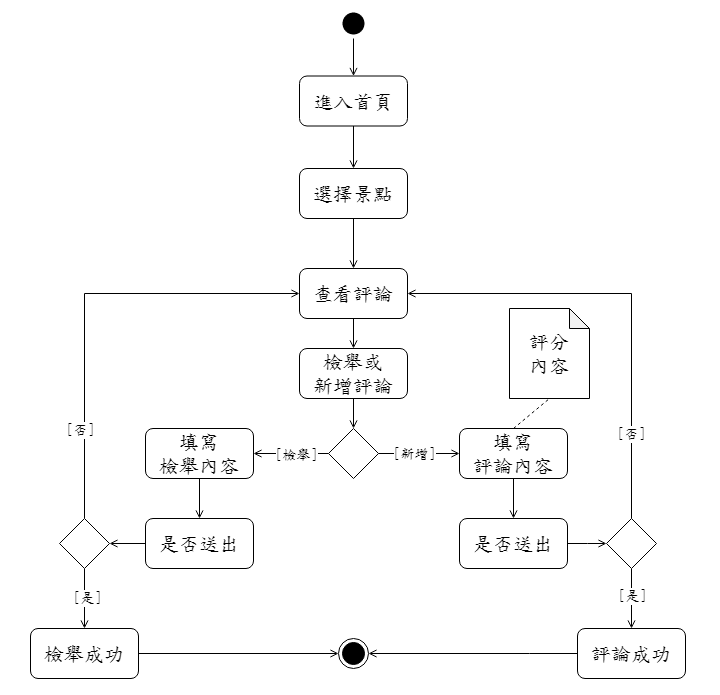 進入首頁
選擇景點
查看評論
評分
內容
檢舉或
新增評論
[否]
[否]
填寫
檢舉內容
[檢舉]
[新增]
填寫
評論內容
是否送出
是否送出
[是]
[是]
檢舉成功
評論成功